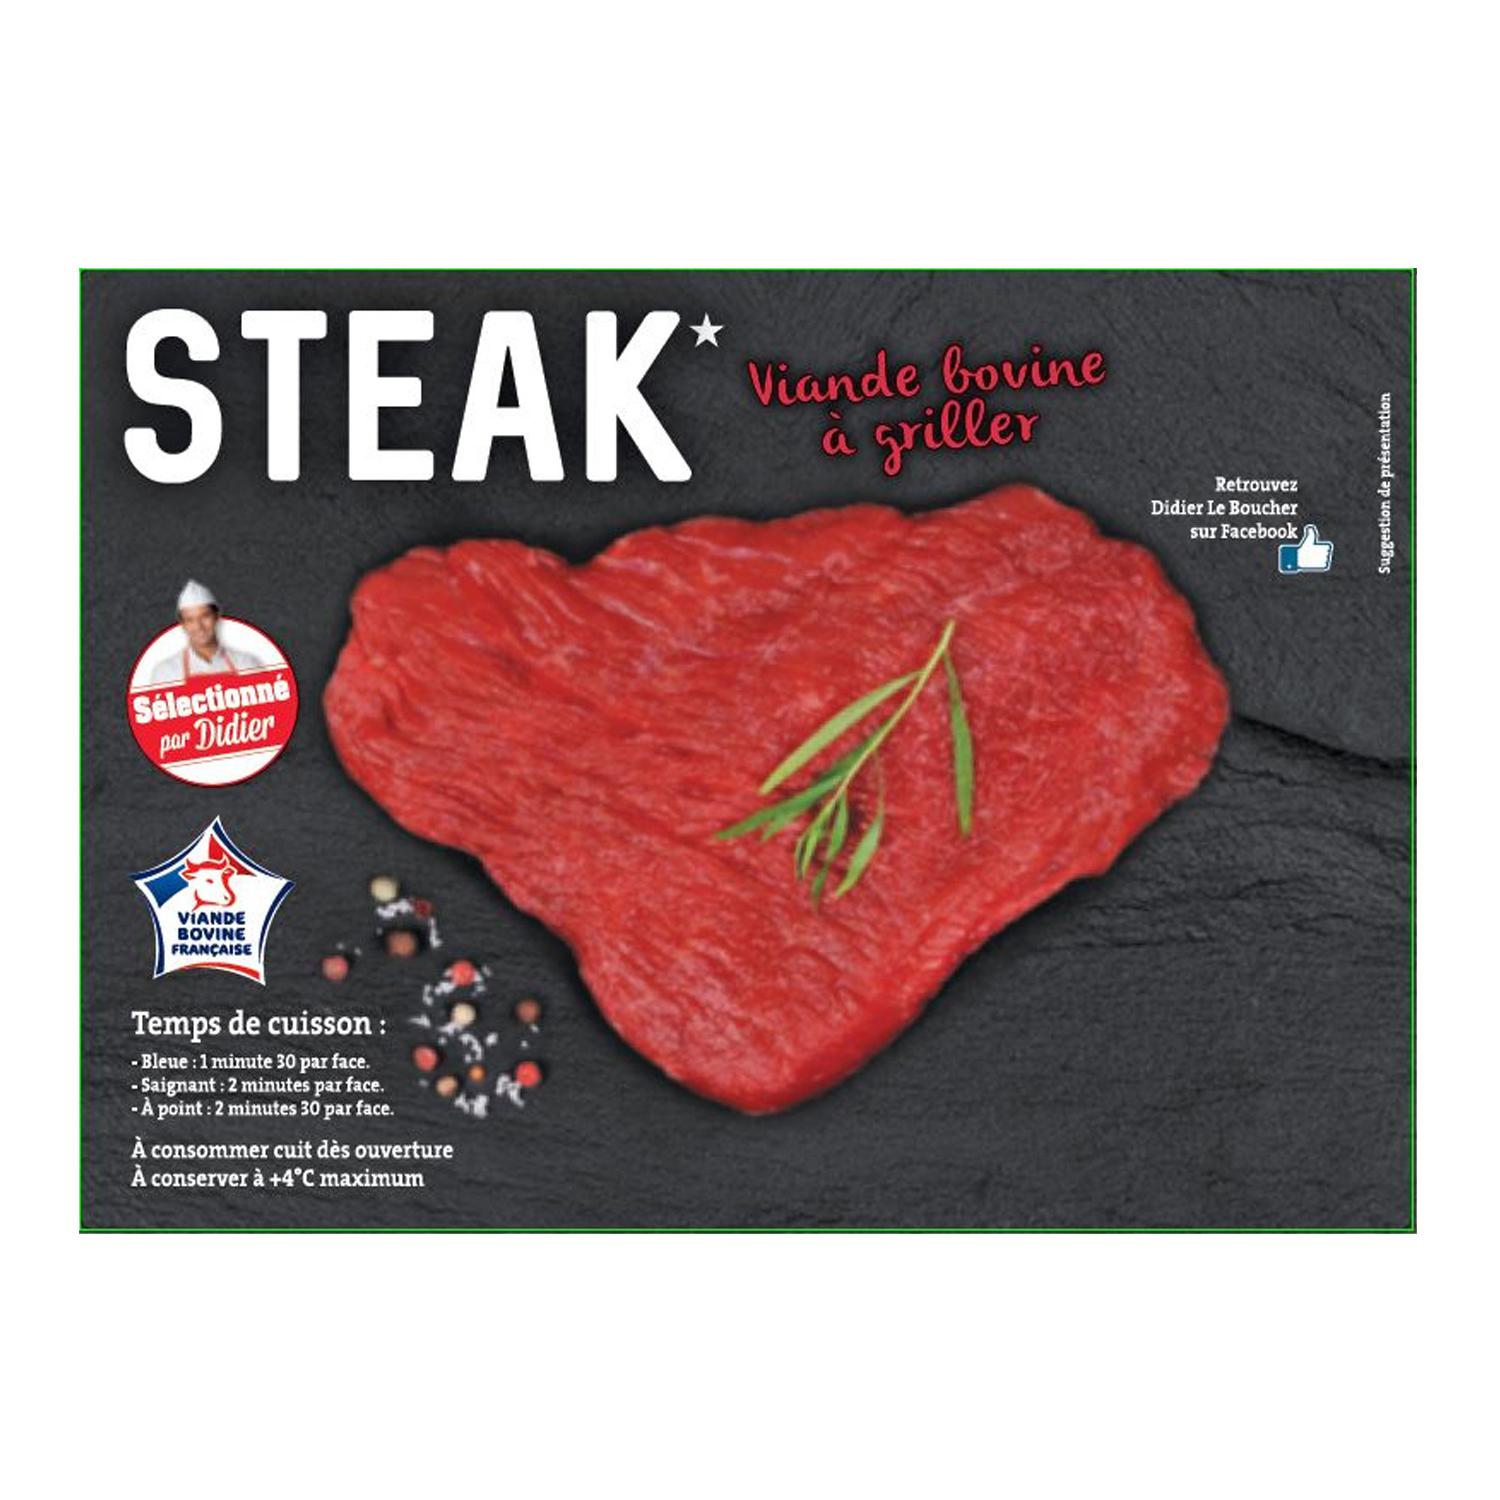 STEAK*
Viande bovine
à griller
Retrouvez
Didier Le Boucher
sur Facebook
Suggestion de présentation
Sélectionné
par Didier
VIANDE
BOVINE
FRANÇAISE
Temps de cuisson :
- Bleue : 1 minute 30 par face.
- Saignant : 2 minutes par face.
- À point : 2 minutes 30 par face.
À consommer cuit dès ouverture
À conserver à +4°C maximum